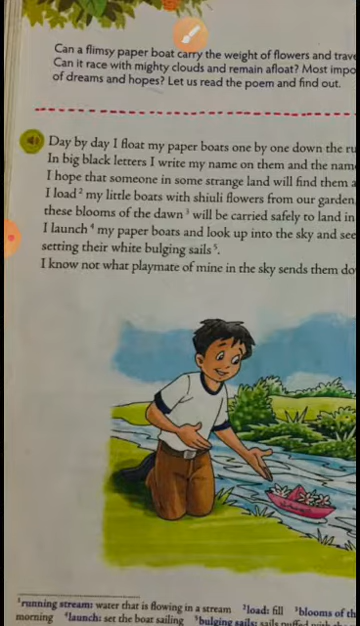 Can a flimsy paper boat carry the weight of flowers and
Can it race with mighty clouds and remain afloat? Most
of dreams and hopes? Let us read the poem and find out.
Day by day I float my paper boats one by one down the
In big black letters I write my name on them and the
I hope that someone in some strange land will find them
I load² my little boats with shiuli flowers from our garden
these blooms of the dawn³ will be carried safely to land in
I launch⁴ my paper boats and look up into the sky and see
setting their white bulging sails⁵.
I know not what playmate of mine in the sky sends them
¹running stream: water that is flowing in a stream ²load: fill ³blooms of
morning ⁴launch: set the boat sailing ⁵bulging sails: sails puffed with